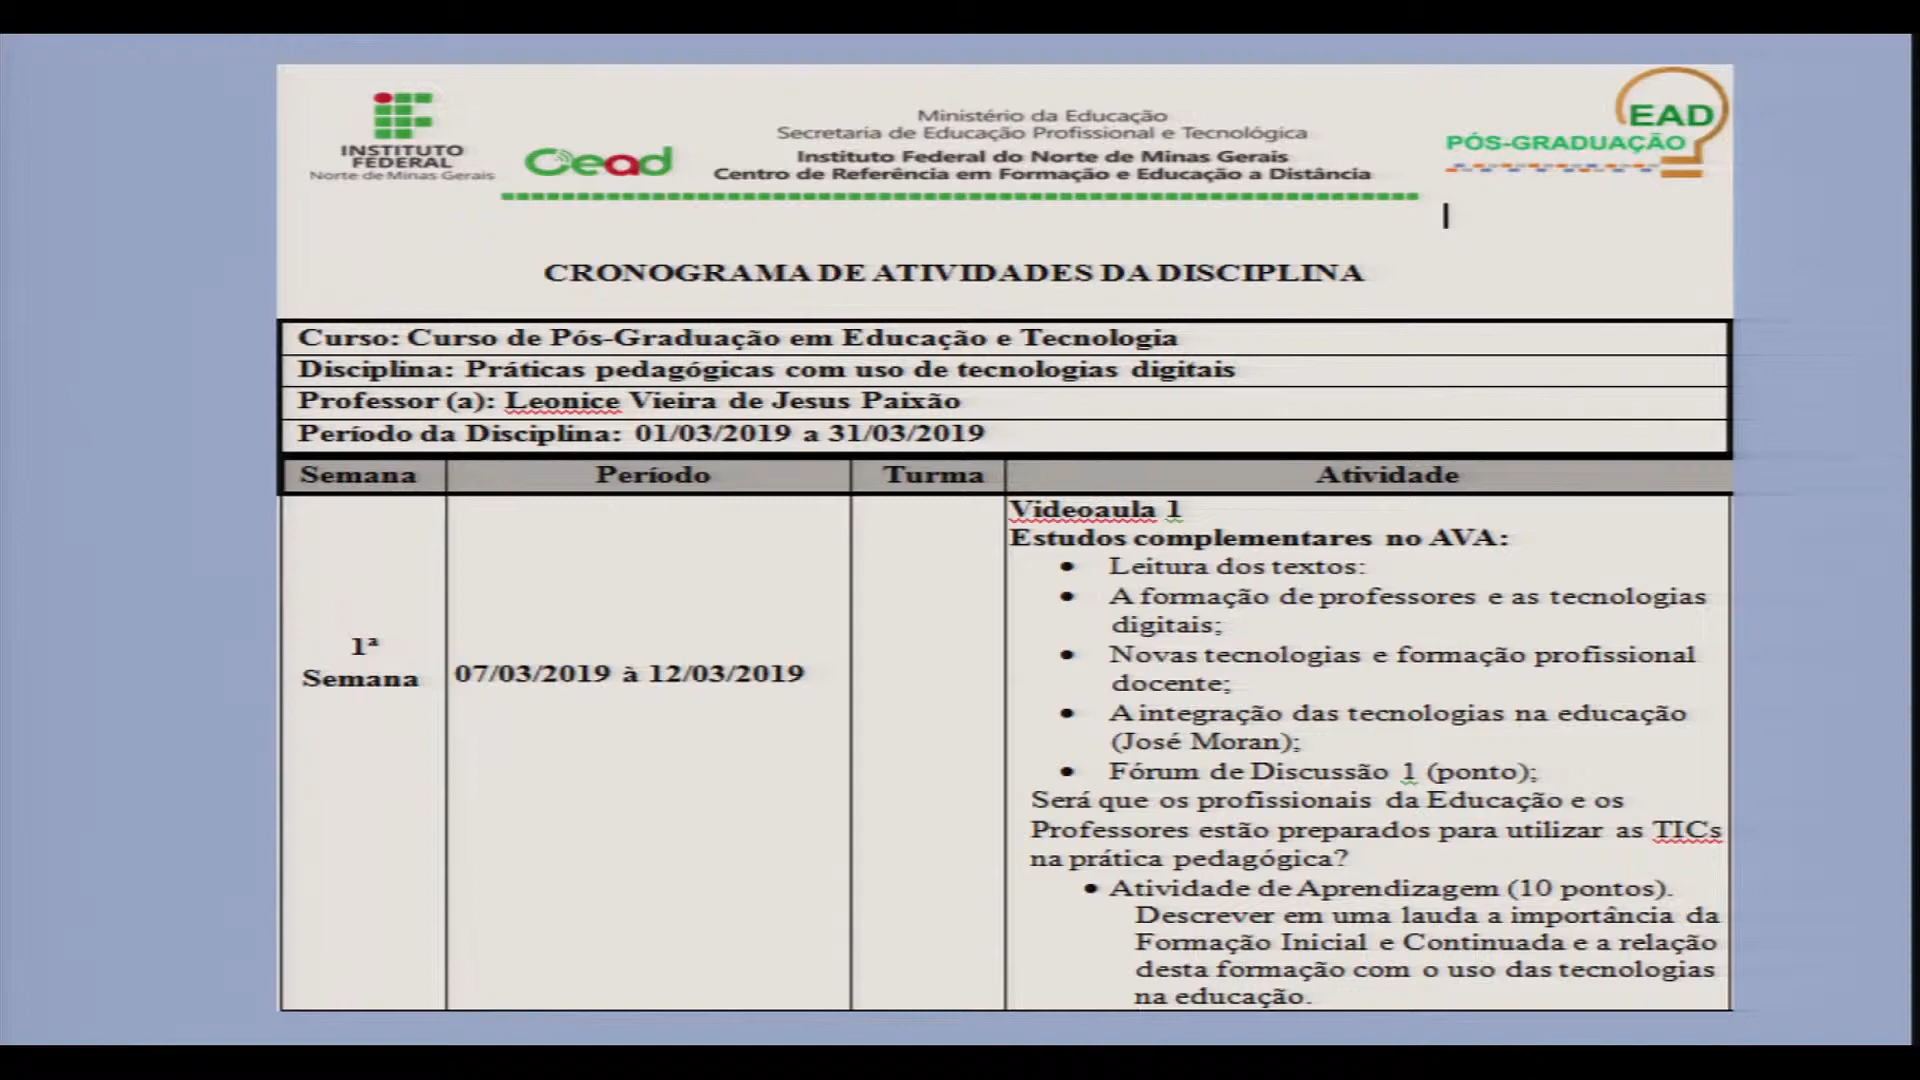 INSTITUTO
FEDERAL
Norte de Minas Gerais
Cead
Ministério da Educação
Secretaria de Educação Profissional e Tecnológica
Instituto Federal do Norte de Minas Gerais
Centro de Referência em Formação e Educação a Distância
EAD
PÓS-GRADUAÇÃO
CRONOGRAMA DE ATIVIDADES DA DISCIPLINA
Curso: Curso de Pós-Graduação em Educação e Tecnologia
Disciplina: Práticas pedagógicas com uso de tecnologias digitais
Professor (a): Leonice Vieira de Jesus Paixão
Período da Disciplina: 01/03/2019 a 31/03/2019
Semana Período Turma Atividade
1ª
Semana
07/03/2019 à 12/03/2019
Videoaula 1
Estudos complementares no AVA:
• Leitura dos textos:
• A formação de professores e as tecnologias
digitais;
• Novas tecnologias e formação profissional
docente;
• A integração das tecnologias na educação
(José Moran);
• Fórum de Discussão 1 (ponto);
Será que os profissionais da Educação e os
Professores estão preparados para utilizar as TICs
na prática pedagógica?
• Atividade de Aprendizagem (10 pontos).
Descrever em uma lauda a importância da
Formação Inicial e Continuada e a relação
desta formação com o uso das tecnologias
na educação.